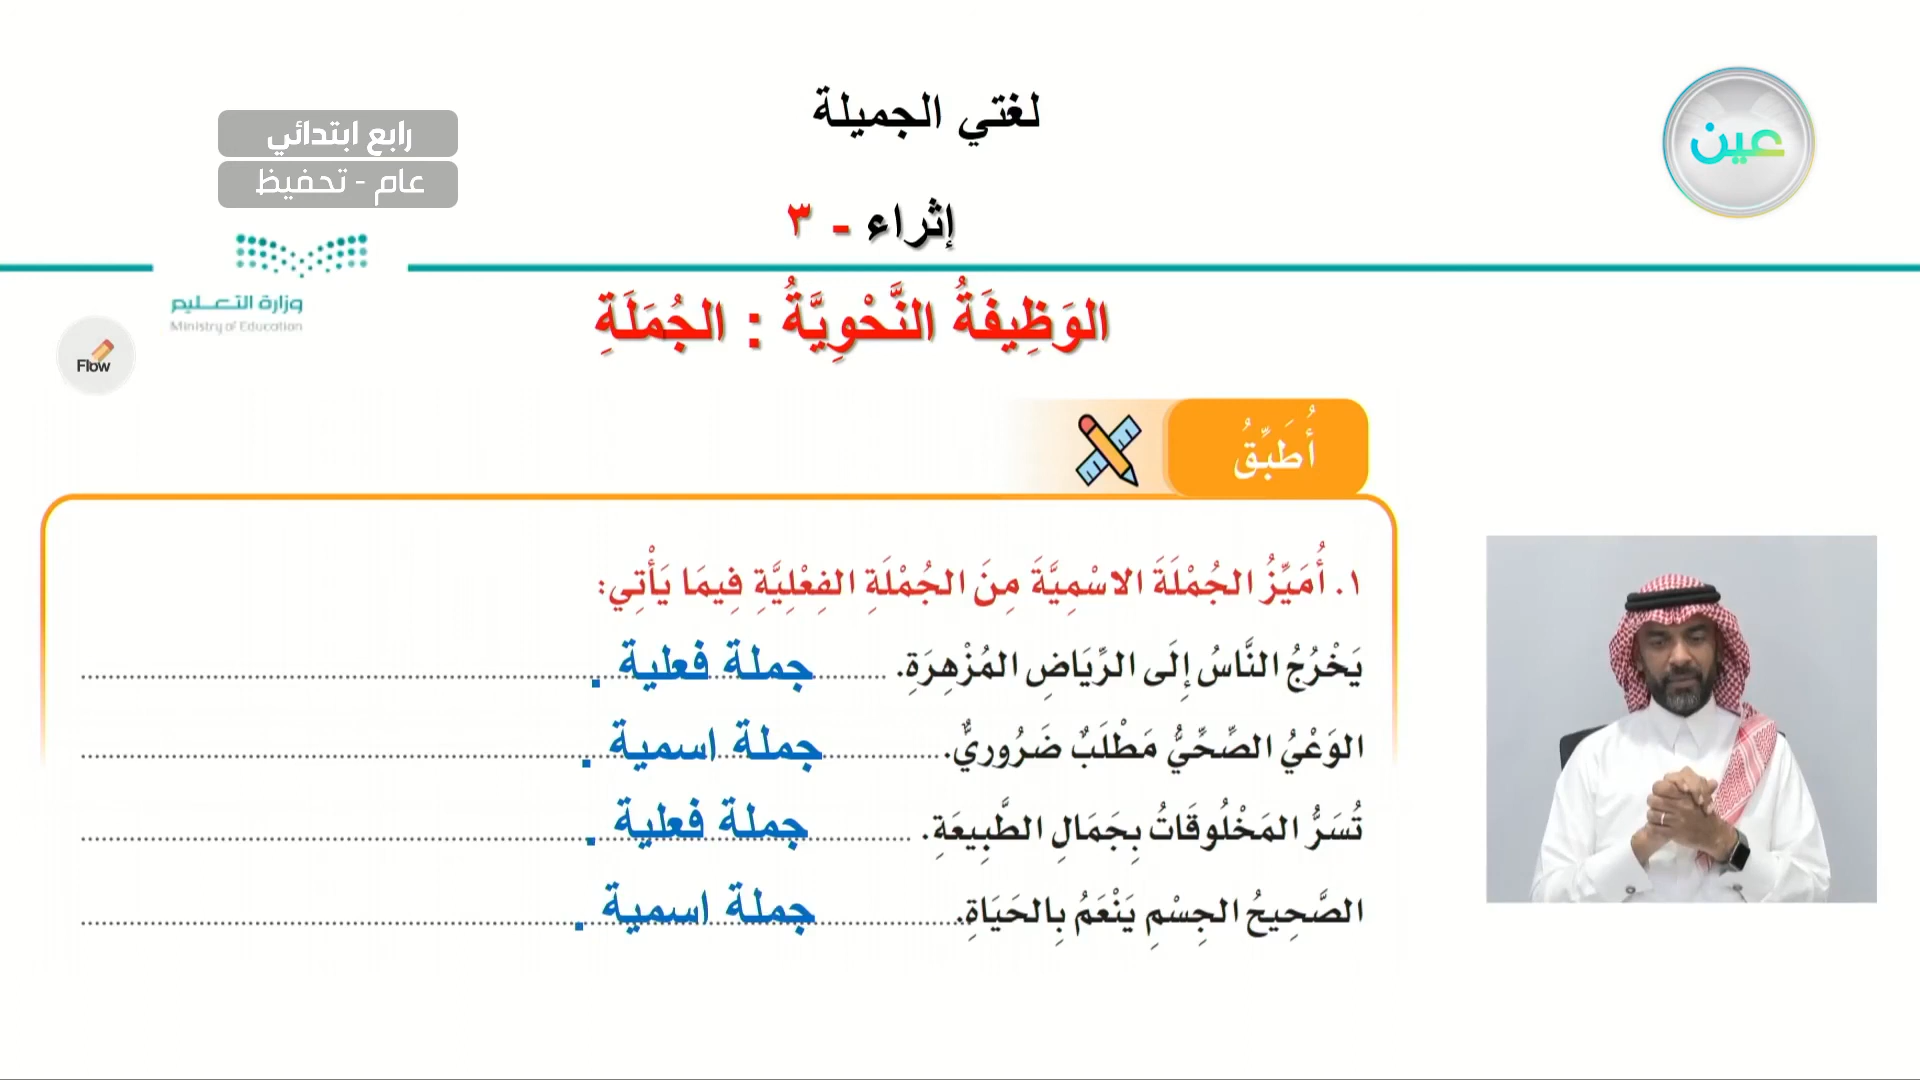 لغتي الجميلة
عين
رابع ابتدائي
عام - تحفيظ
إثراء - ٣
وزارة التعـــليم
Ministry of Education
الوَظِيفَةُ النَّحْوِيَّةُ : الجُمَلَةِ
Flow
أُطَبِّقُ
١. أُمَيِّزُ الجُمْلَةَ الاسْمِيَّةَ مِنَ الجُمْلَةِ الفِعْلِيَّةِ فِيمَا يَأْتِي:
يَخْرُجُ النَّاسُ إِلَى الرِّيَاضِ المُزْهِرَةِ. جملة فعلية .
الوَعْيُ الصِّحِّيُّ مَطْلَبٌ ضَرُوريٌّ. جملة اسمية .
تُسَرُّ المَخْلُوقَاتُ بِجَمَالِ الطَّبِيعَةِ. جملة فعلية .
الصَّحِيحُ الجِسْمِ يَنْعَمُ بِالحَيَاةِ. جملة اسمية .